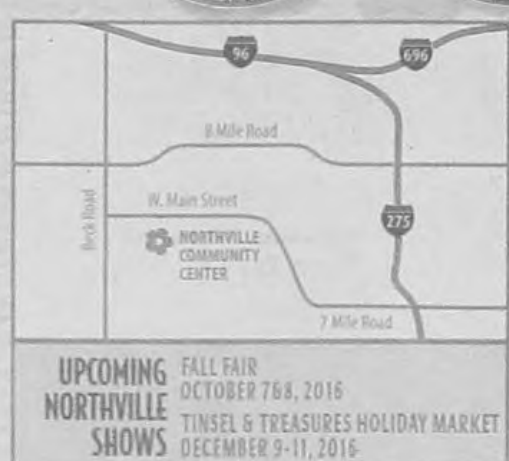 96
696
8 Mile Road
Beck Road
W. Main Street
275
NORTHVILLE
COMMUNITY
CENTER
7 Mile Road
UPCOMING
NORTHVILLE
SHOWS
FALL FAIR
OCTOBER 7&8, 2016
TINSEL & TREASURES HOLIDAY MARKET
DECEMBER 9-11, 2016